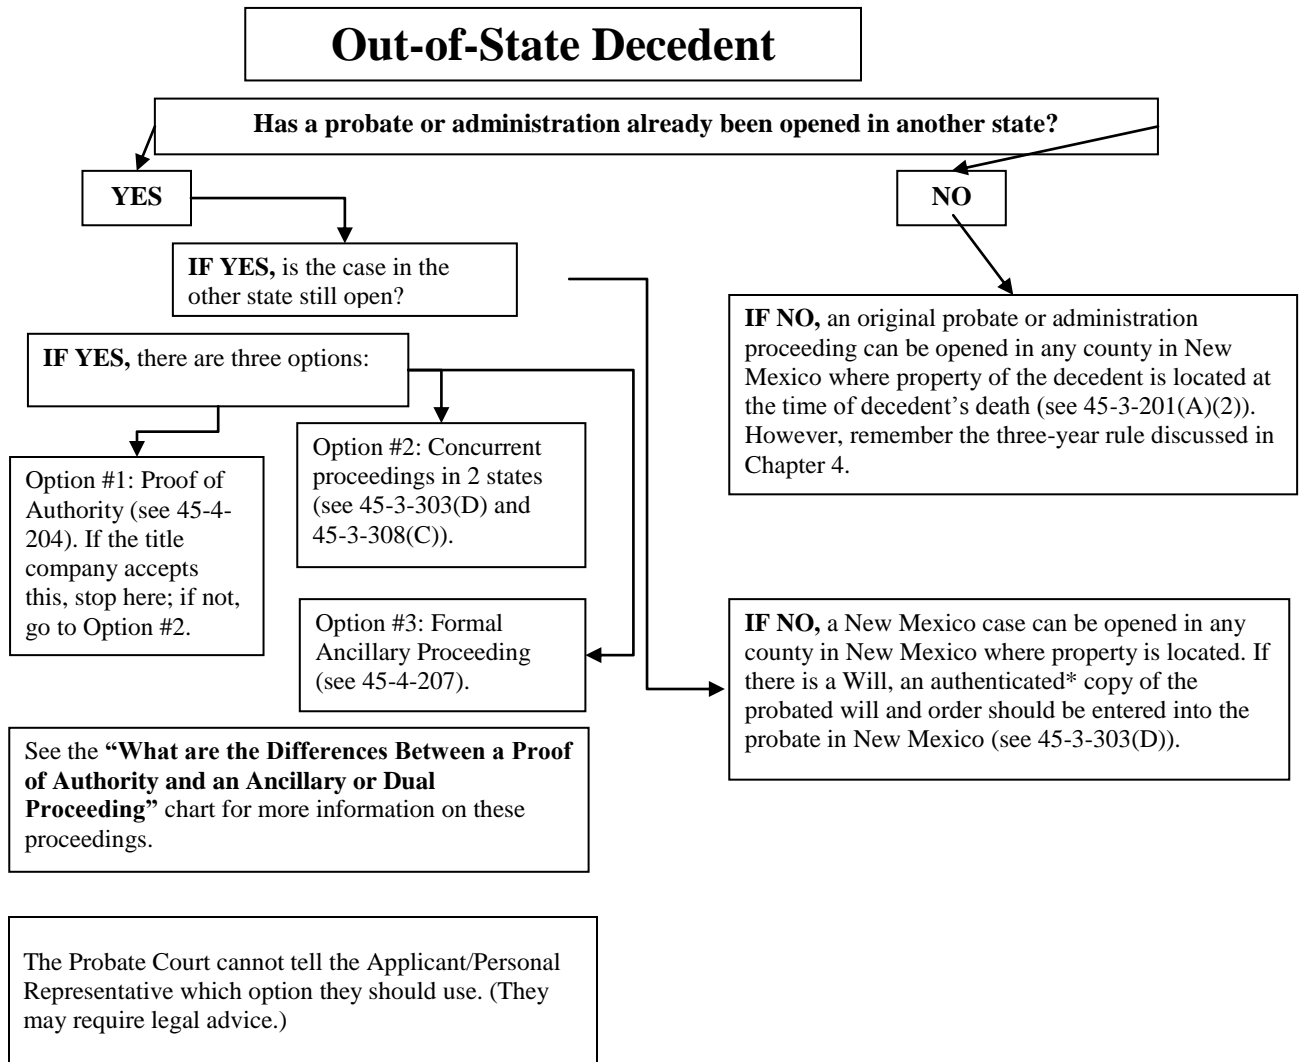 Out-of-State Decedent
Has a probate or administration already been opened in another state?
YES
NO
IF YES, is the case in the
other state still open?
IF NO, an original probate or administration
proceeding can be opened in any county in New
Mexico where property of the decedent is located at
the time of decedent’s death (see 45-3-201(A)(2)).
However, remember the three-year rule discussed in
Chapter 4.
IF YES, there are three options:
Option #1: Proof of
Authority (see 45-4-
204). If the title
company accepts
this, stop here; if not,
go to Option #2.
Option #2: Concurrent
proceedings in 2 states
(see 45-3-303(D) and
45-3-308(C)).
Option #3: Formal
Ancillary Proceeding
(see 45-4-207).
IF NO, a New Mexico case can be opened in any
county in New Mexico where property is located. If
there is a Will, an authenticated* copy of the
probated will and order should be entered into the
probate in New Mexico (see 45-3-303(D)).
See the “What are the Differences Between a Proof
of Authority and an Ancillary or Dual
Proceeding” chart for more information on these
proceedings.
The Probate Court cannot tell the Applicant/Personal
Representative which option they should use. (They
may require legal advice.)